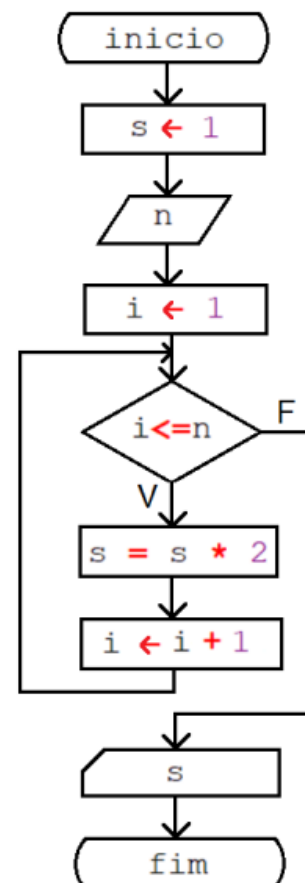 inicio
s ← 1
n
i ← 1
i<=n
F
V
s = s * 2
i ← i + 1
s
fim